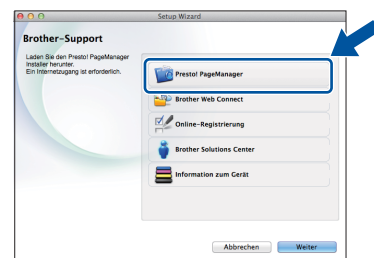 Setup Wizard
Brother-Support
Laden Sie den Presto! PageManager
Installer herunter.
Ein Internetzugang ist erforderlich.
Presto! PageManager
Brother Web Connect
Online-Registrierung
Brother Solutions Center
Information zum Gerät
Abbrechen
Weiter